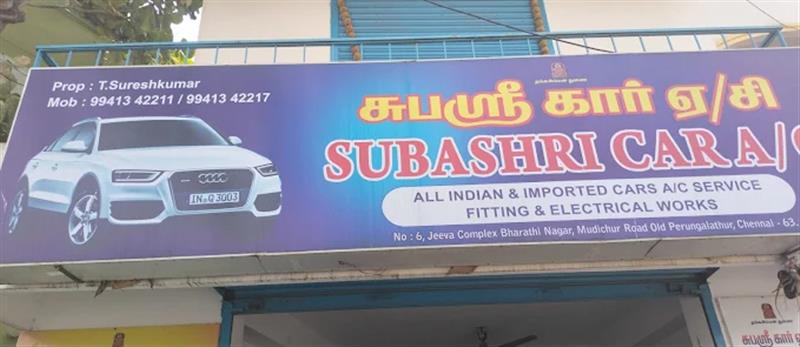 Prop : T.Sureshkumar
Mob : 99413 42211 / 99413 42217
சுபஸ்ரீ கார் ஏ/சி
SUBASHRI CAR A/C
ALL INDIAN & IMPORTED CARS A/C SERVICE
FITTING & ELECTRICAL WORKS
No : 6, Jeeva Complex Bharathi Nagar, Mudichur Road Old Perungalathur, Chennai - 63.
IN Q 3003
சுபஸ்ரீ கார்